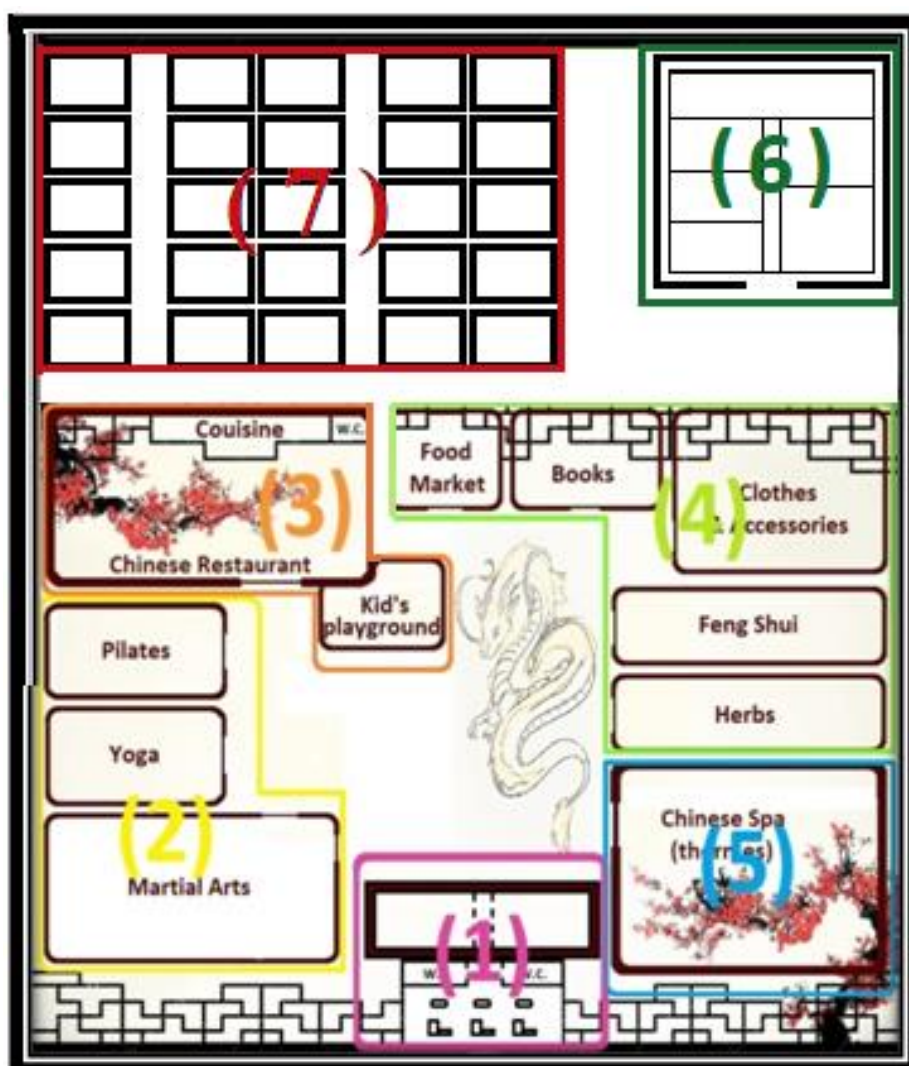 (7)
(6)
Couisine
W.C.
(3)
Chinese Restaurant
Kid's
playground
Food
Market
Books
(4)
Clothes
& Accessories
Feng Shui
Herbs
Pilates
Yoga
(2)
Martial Arts
Chinese Spa
(5)
(1)
W.C.